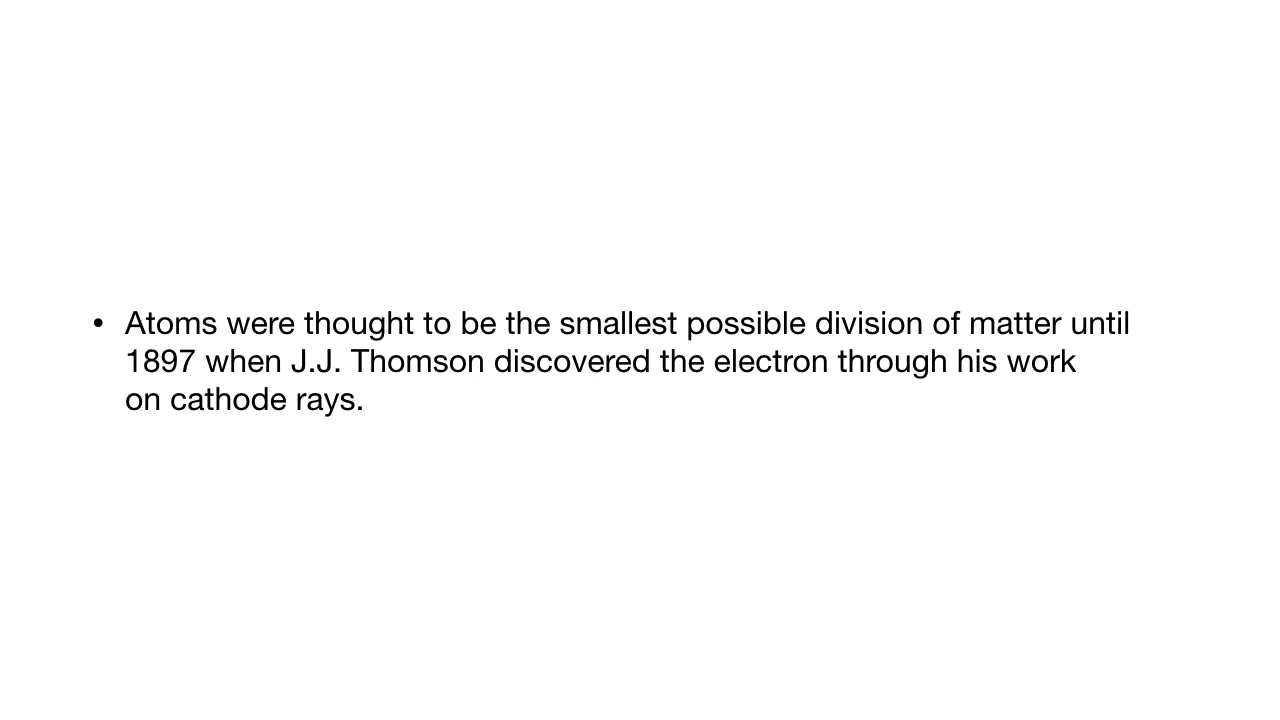 • Atoms were thought to be the smallest possible division of matter until
1897 when J.J. Thomson discovered the electron through his work
on cathode rays.